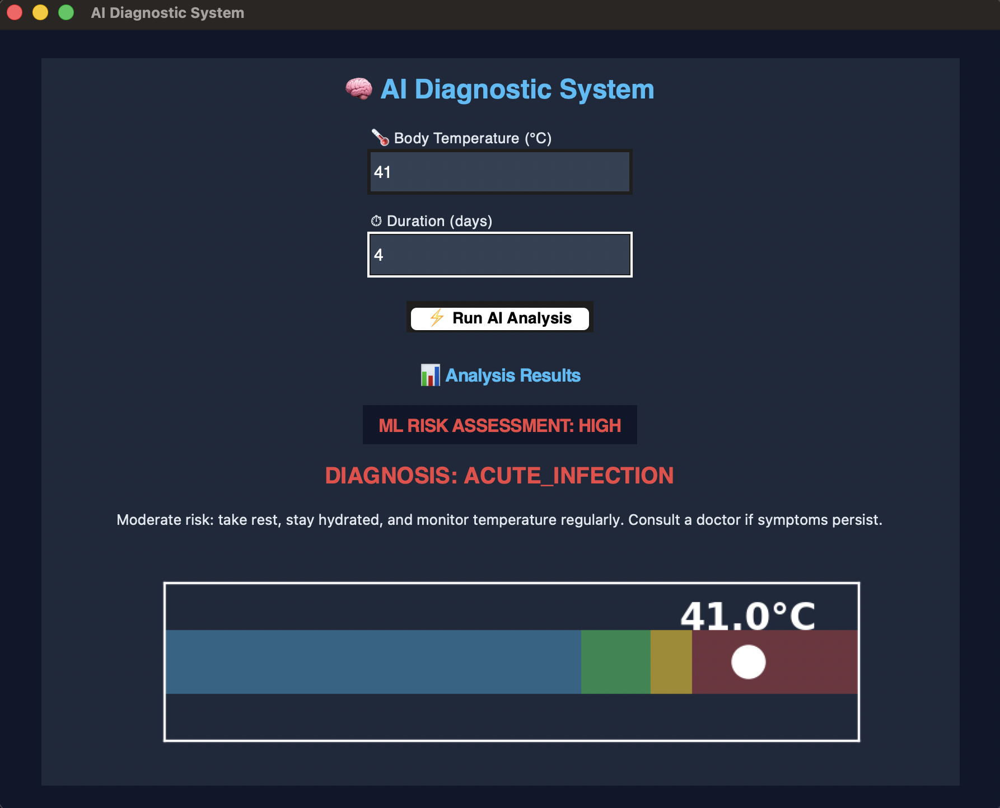 AI Diagnostic System
AI Diagnostic System
Body Temperature (°C)
41
Duration (days)
4
Run AI Analysis
Analysis Results
ML RISK ASSESSMENT: HIGH
DIAGNOSIS: ACUTE_INFECTION
Moderate risk: take rest, stay hydrated, and monitor temperature regularly. Consult a doctor if symptoms persist.
41.0°C